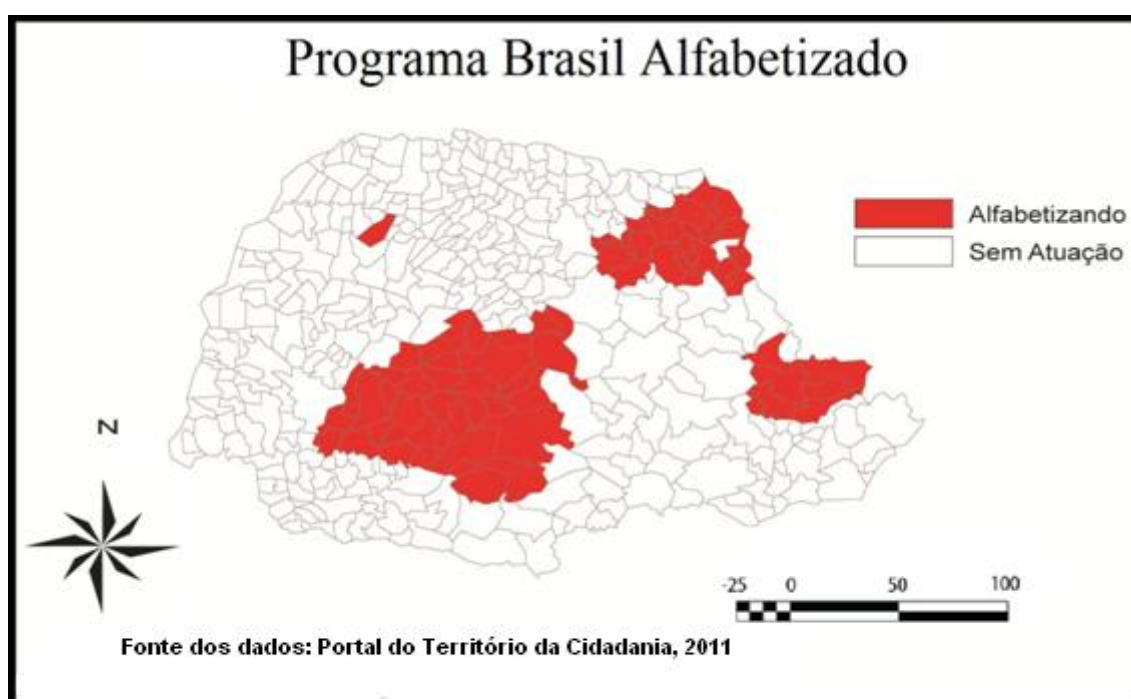 Programa Brasil Alfabetizado
Alfabetizando
Sem Atuação
N
-25 0 50 100
Fonte dos dados: Portal do Território da Cidadania, 2011